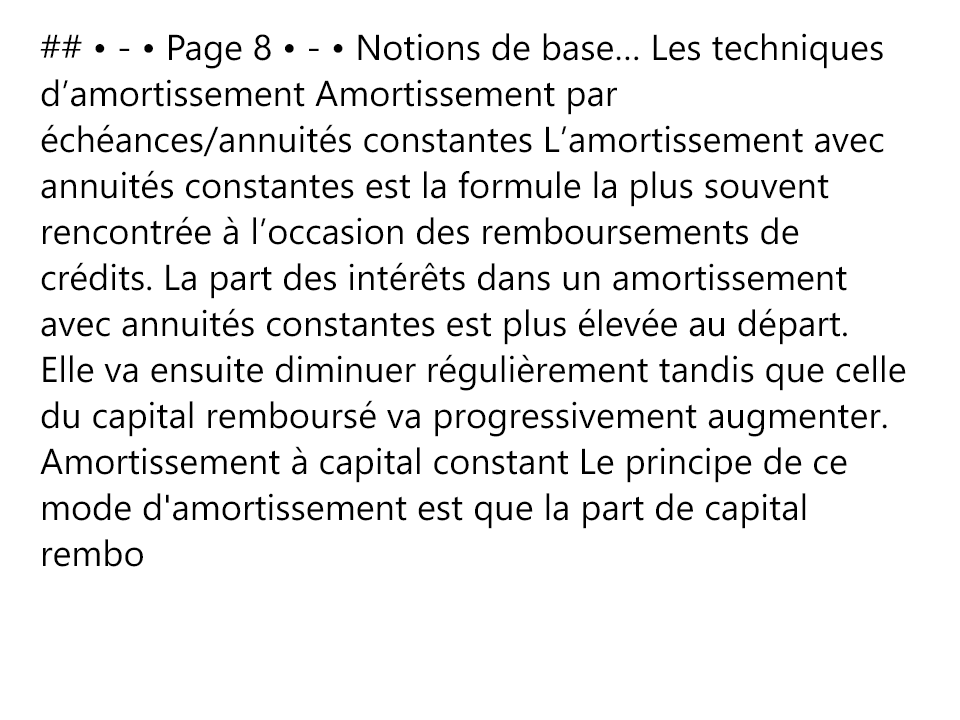 ## • - • Page 8 • - • Notions de base… Les techniques
d’amortissement Amortissement par
échéances/annuités constantes L’amortissement avec
annuités constantes est la formule la plus souvent
rencontrée à l’occasion des remboursements de
crédits. La part des intérêts dans un amortissement
avec annuités constantes est plus élevée au départ.
Elle va ensuite diminuer régulièrement tandis que celle
du capital remboursé va progressivement augmenter.
Amortissement à capital constant Le principe de ce
mode d'amortissement est que la part de capital
rembo